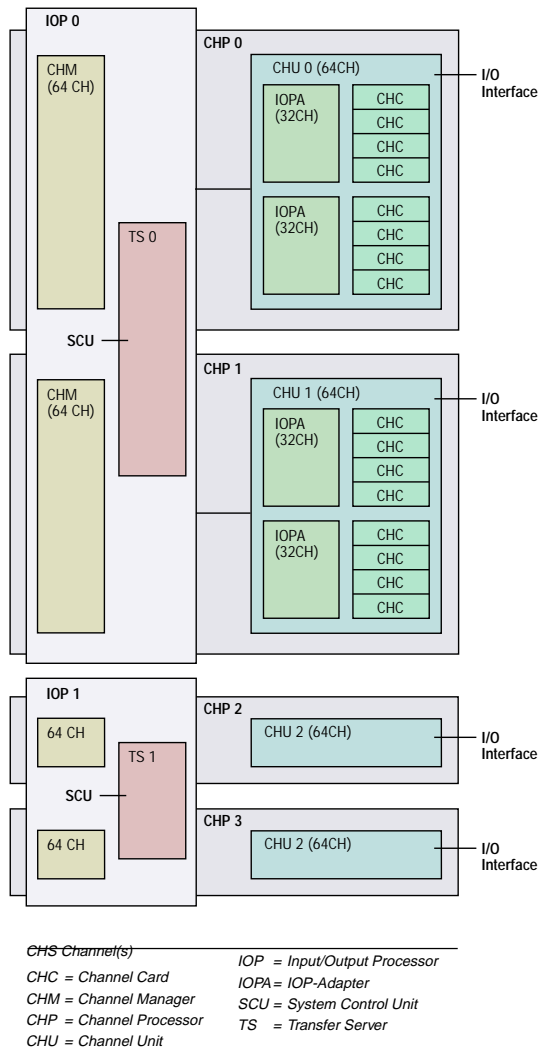 IOP 0
CHM
(64 CH)
TS 0
SCU
CHM
(64 CH)
CHP 0
CHU 0 (64CH)
IOPA
(32CH)
CHC
CHC
CHC
CHC
IOPA
(32CH)
CHC
CHC
CHC
CHC
I/O
Interface
CHP 1
CHU 1 (64CH)
IOPA
(32CH)
CHC
CHC
CHC
CHC
IOPA
(32CH)
CHC
CHC
CHC
CHC
I/O
Interface
IOP 1
64 CH
TS 1
SCU
64 CH
CHP 2
CHU 2 (64CH)
I/O
Interface
CHP 3
CHU 2 (64CH)
I/O
Interface
CHS Channel(s)
CHC = Channel Card
CHM = Channel Manager
CHP = Channel Processor
CHU = Channel Unit
IOP = Input/Output Processor
IOPA = IOP-Adapter
SCU = System Control Unit
TS = Transfer Server